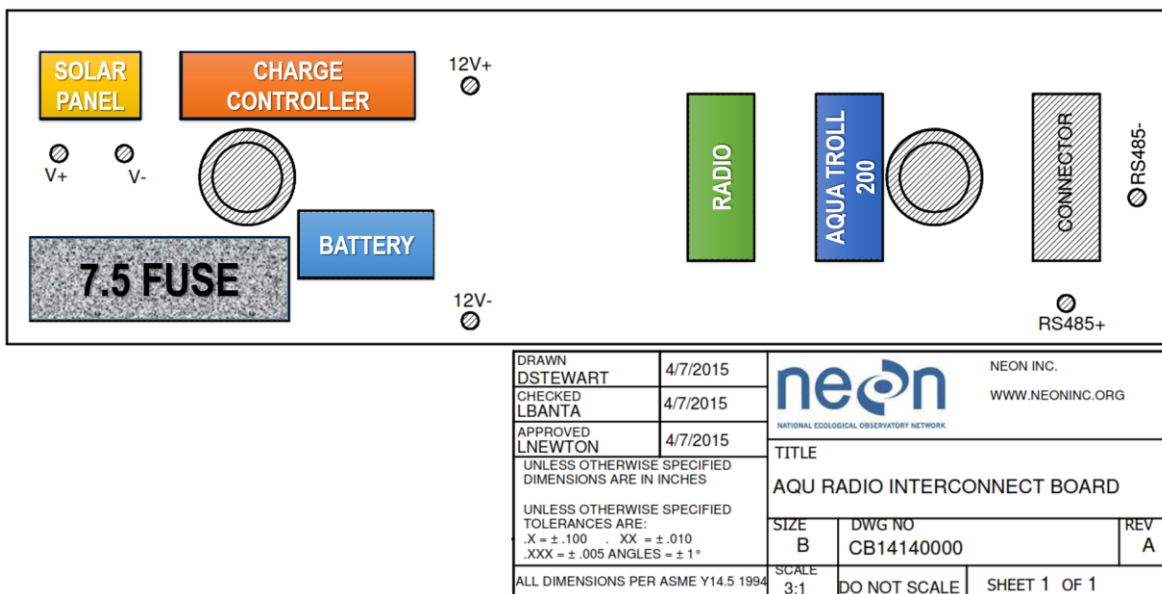 SOLAR
PANEL
CHARGE
CONTROLLER
12V+
V+
V-
7.5 FUSE
BATTERY
12V-
RADIO
AQUA TROLL
200
CONNECTOR
RS485-
RS485+
DRAWN
DSTEWART
4/7/2015
CHECKED
LBANTA
4/7/2015
APPROVED
LNEWTON
4/7/2015
UNLESS OTHERWISE SPECIFIED
DIMENSIONS ARE IN INCHES
UNLESS OTHERWISE SPECIFIED
TOLERANCES ARE:
.X = ± .100 . XX = ± .010
.XXX = ± .005 ANGLES = ± 1°
ALL DIMENSIONS PER ASME Y14.5 1994
neon
NATIONAL ECOLOGICAL OBSERVATORY NETWORK
NEON INC.
WWW.NEONINC.ORG
TITLE
AQU RADIO INTERCONNECT BOARD
SIZE
B
DWG NO
CB14140000
REV
A
SCALE
3:1
DO NOT SCALE
SHEET 1 OF 1